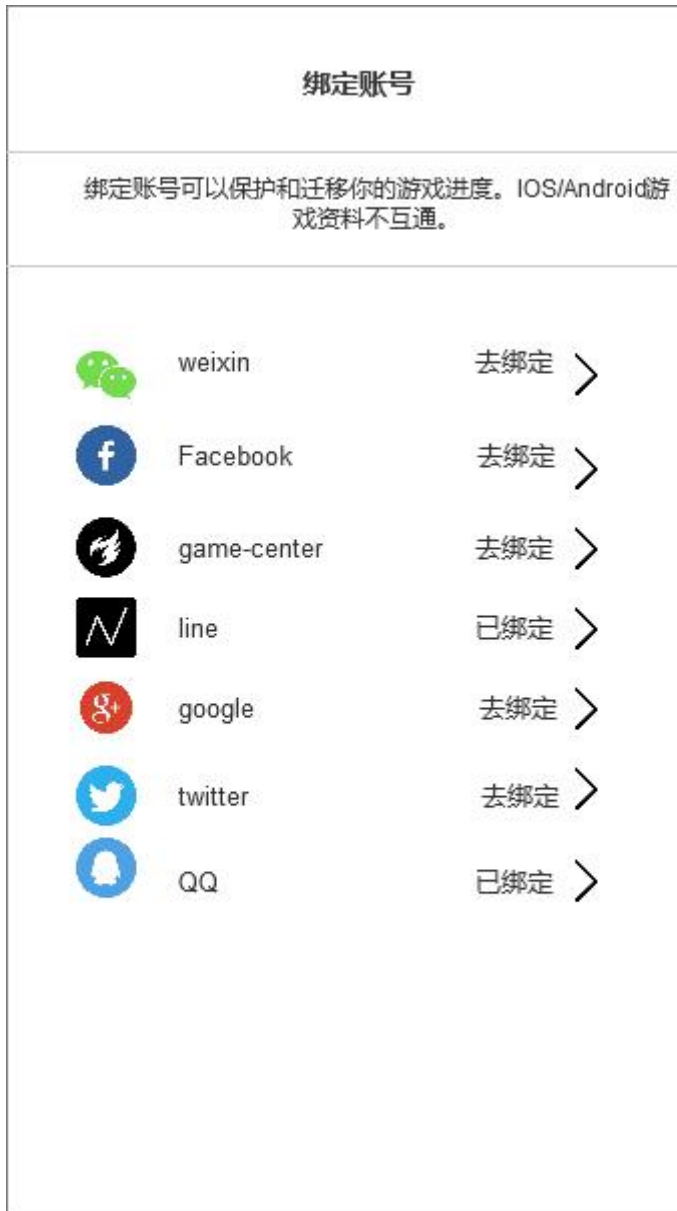 绑定账号
绑定账号可以保护和迁移你的游戏进度。IOS/Android游
戏资料不互通。
weixin 去绑定
Facebook 去绑定
game-center 去绑定
line 已绑定
google 去绑定
twitter 去绑定
QQ 已绑定